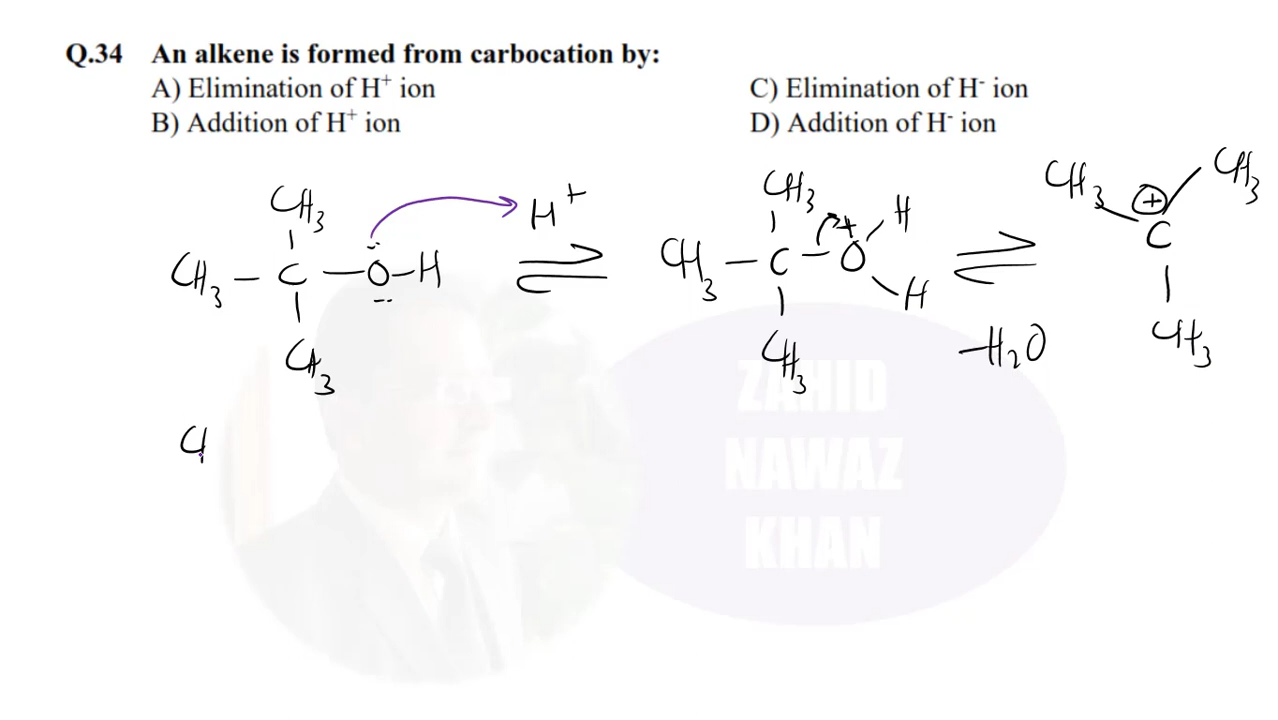 Q.34 An alkene is formed from carbocation by:
A) Elimination of H⁺ ion C) Elimination of H⁻ ion
B) Addition of H⁺ ion D) Addition of H⁻ ion
CH₃ H⁺ CH₃ H CH₃ ⊕ CH₃
CH₃ – C – O – H ⇌ CH₃ – C – O⁺ ⇌ C
H
CH₃ CH₃ –H₂O CH₃
ZAHID
NAWAZ
KHAN